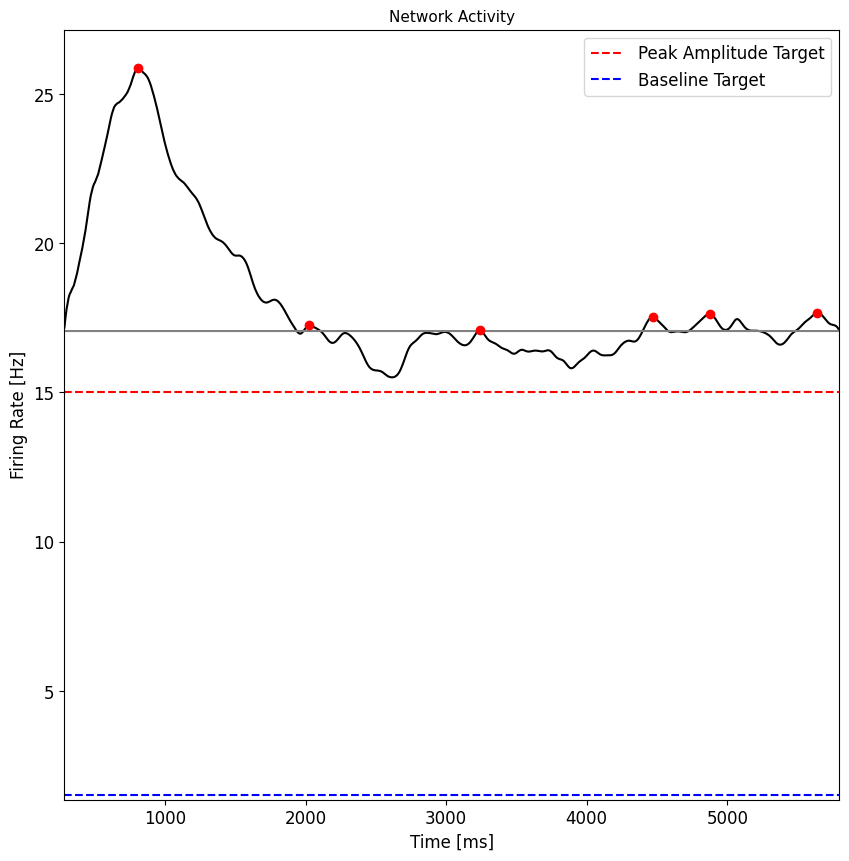 Network Activity
Peak Amplitude Target
Baseline Target
Firing Rate [Hz]
25
20
15
10
5
1000 2000 3000 4000 5000
Time [ms]